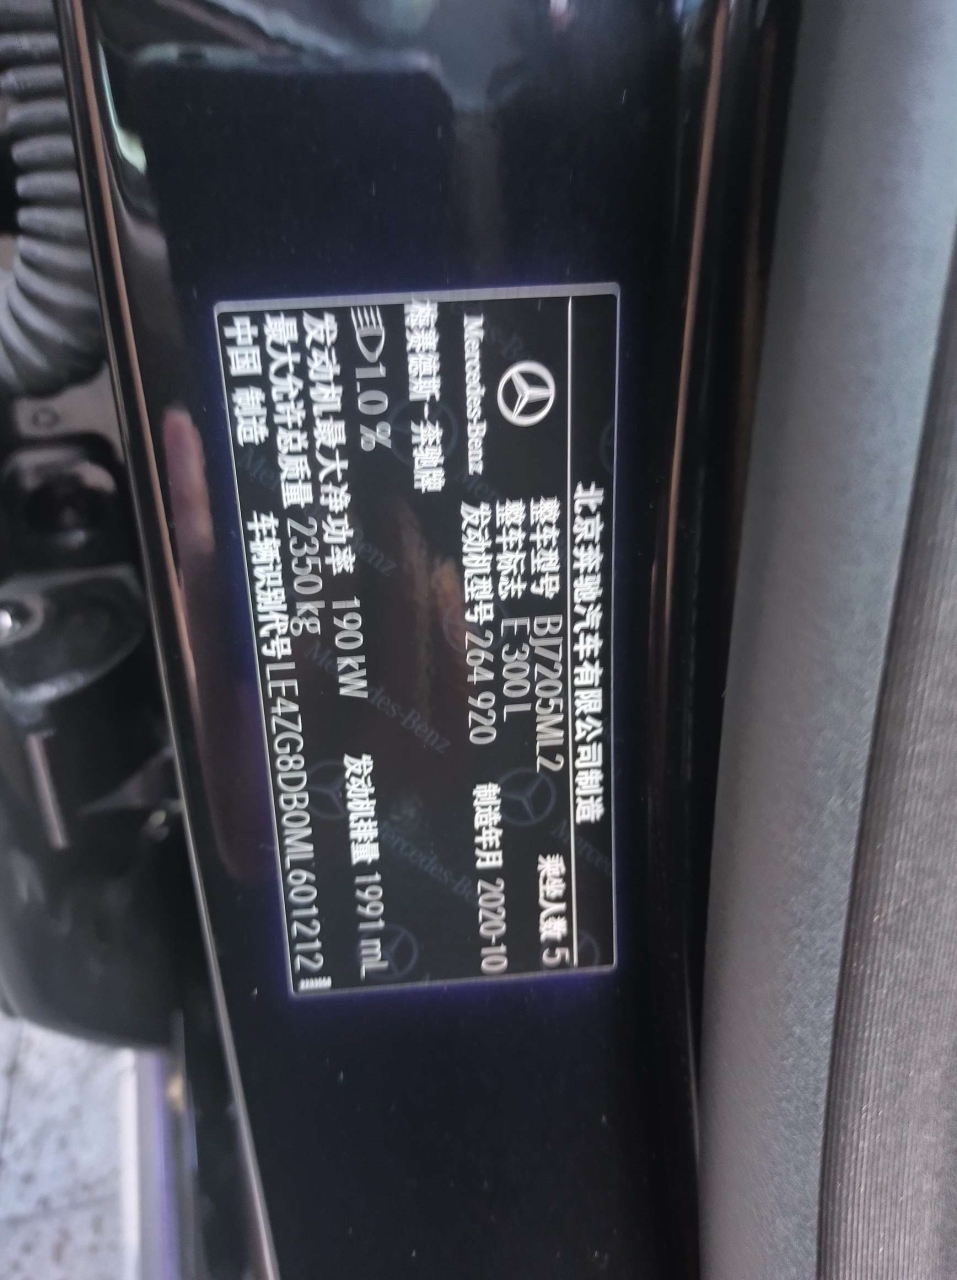 北京奔驰汽车有限公司制造
整车型号 BJ7205ML2 乘坐人数 5
整车标志 E 300 L
Mercedes-Benz 发动机型号 264 920 制造年月 2020-10
梅赛德斯-奔驰牌
1.0 % 发动机排量 1991 mL
发动机最大净功率 190 kW
最大允许总质量 2350 kg
中国 制造 车辆识别代号 LE4ZG8DB0ML601212